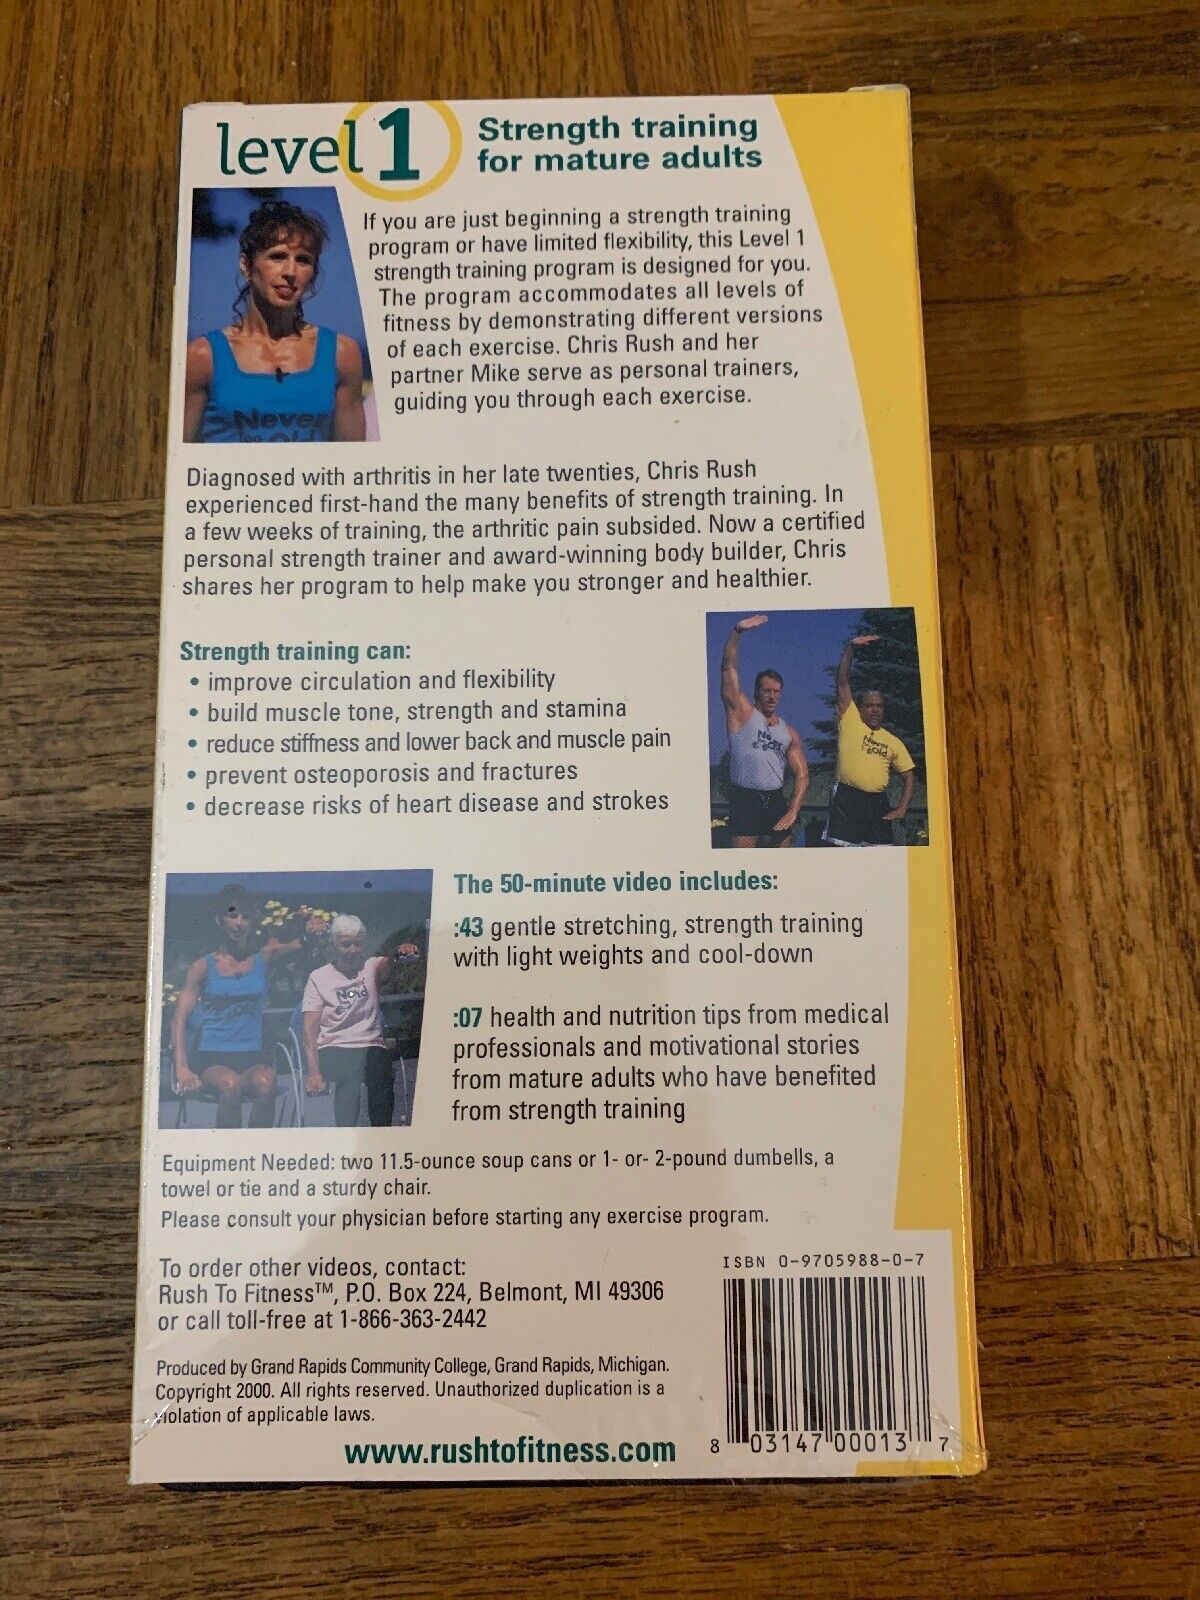 level 1
Strength training
for mature adults
If you are just beginning a strength training
program or have limited flexibility, this Level 1
strength training program is designed for you.
The program accommodates all levels of
fitness by demonstrating different versions
of each exercise. Chris Rush and her
partner Mike serve as personal trainers,
guiding you through each exercise.
Never
Too Old
Diagnosed with arthritis in her late twenties, Chris Rush
experienced first-hand the many benefits of strength training. In
a few weeks of training, the arthritic pain subsided. Now a certified
personal strength trainer and award-winning body builder, Chris
shares her program to help make you stronger and healthier.
Strength training can:
• improve circulation and flexibility
• build muscle tone, strength and stamina
• reduce stiffness and lower back and muscle pain
• prevent osteoporosis and fractures
• decrease risks of heart disease and strokes
The 50-minute video includes:
:43 gentle stretching, strength training
with light weights and cool-down
:07 health and nutrition tips from medical
professionals and motivational stories
from mature adults who have benefited
from strength training
Equipment Needed: two 11.5-ounce soup cans or 1- or- 2-pound dumbells, a
towel or tie and a sturdy chair.
Please consult your physician before starting any exercise program.
To order other videos, contact:
Rush To Fitness™, P.O. Box 224, Belmont, MI 49306
or call toll-free at 1-866-363-2442
Produced by Grand Rapids Community College, Grand Rapids, Michigan.
Copyright 2000. All rights reserved. Unauthorized duplication is a
violation of applicable laws.
www.rushtofitness.com
ISBN 0-9705988-0-7
8 03147 00013 7